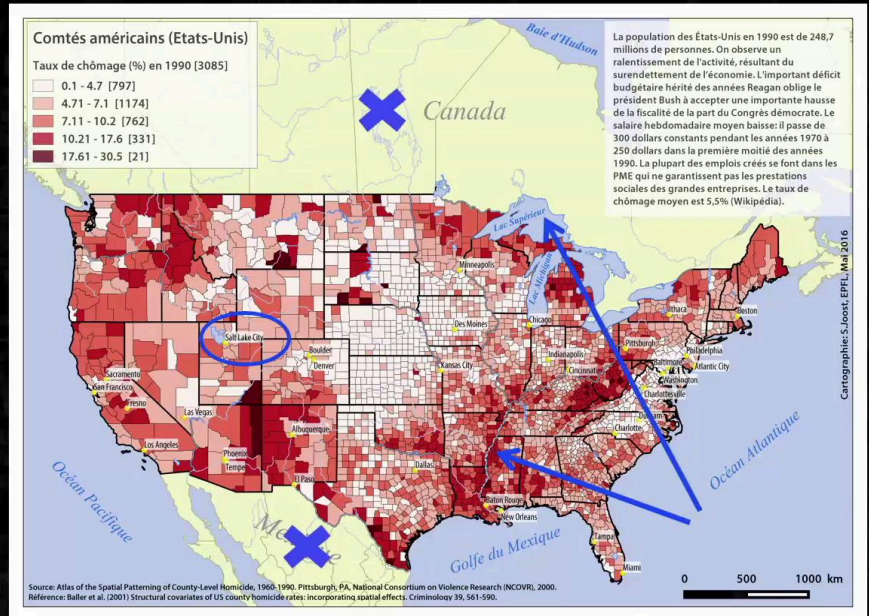 Comtés américains (Etats-Unis)
Taux de chômage (%) en 1990 [3085]
0.1 - 4.7 [797]
4.71 - 7.1 [1174]
7.11 - 10.2 [762]
10.21 - 17.6 [331]
17.61 - 30.5 [21]
Baie d'Hudson
La population des États-Unis en 1990 est de 248,7
millions de personnes. On observe un
ralentissement de l'activité, résultant du
surendettement de l'économie. L'important déficit
budgétaire hérité des années Reagan oblige le
président Bush à accepter une importante hausse
de la fiscalité de la part du Congrès démocrate. Le
salaire hebdomadaire moyen baisse: il passe de
300 dollars constants pendant les années 1970 à
250 dollars dans la première moitié des années
1990. La plupart des emplois créés se font dans les
PME qui ne garantissent pas les prestations
sociales des grandes entreprises. Le taux de
chômage moyen est 5,5% (Wikipédia).
Canada
Lac Supérieur
Lac Michigan
Minneapolis
Ithaca
Boston
Salt Lake City
Des Moines
Chicago
Boulder
Denver
Indianapolis
Pittsburgh
Philadelphia
Baltimore
Atlantic City
Kansas City
Cincinnati
Washington
Sacramento
San Francisco
Charlottesville
Fresno
Las Vegas
Durham
Charlotte
Albuquerque
Los Angeles
Phoenix
Tempe
Dallas
El Paso
Baton Rouge
New Orleans
Tampa
Miami
Océan Pacifique
Océan Atlantique
Golfe du Mexique
Cartographie: S.Joost, EPFL, Mai 2016
0 500 1000 km
Source: Atlas of the Spatial Patterning of County-Level Homicide, 1960-1990. Pittsburgh, PA, National Consortium on Violence Research (NCOVR), 2000.
Référence: Baller et al. (2001) Structural covariates of US county homicide rates: incorporating spatial effects. Criminology 39, 561-590.